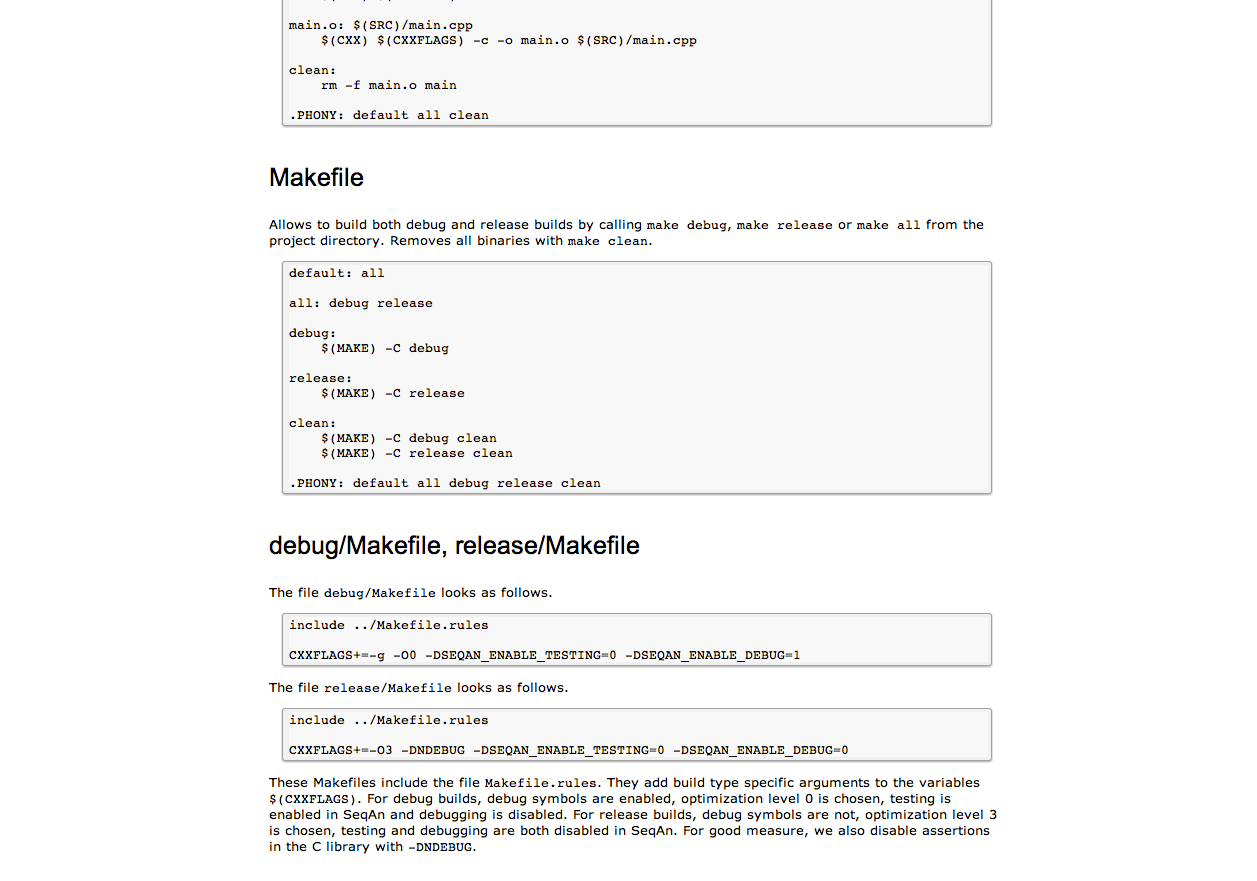 main.o: $(SRC)/main.cpp
    $(CXX) $(CXXFLAGS) -c -o main.o $(SRC)/main.cpp
clean:
    rm -f main.o main
.PHONY: default all clean
Makefile
Allows to build both debug and release builds by calling make debug, make release or make all from the
project directory. Removes all binaries with make clean.
default: all
all: debug release
debug:
    $(MAKE) -C debug
release:
    $(MAKE) -C release
clean:
    $(MAKE) -C debug clean
    $(MAKE) -C release clean
.PHONY: default all debug release clean
debug/Makefile, release/Makefile
The file debug/Makefile looks as follows.
include ../Makefile.rules
CXXFLAGS+=-g -O0 -DSEQAN_ENABLE_TESTING=0 -DSEQAN_ENABLE_DEBUG=1
The file release/Makefile looks as follows.
include ../Makefile.rules
CXXFLAGS+=-O3 -DNDEBUG -DSEQAN_ENABLE_TESTING=0 -DSEQAN_ENABLE_DEBUG=0
These Makefiles include the file Makefile.rules. They add build type specific arguments to the variables
$(CXXFLAGS). For debug builds, debug symbols are enabled, optimization level 0 is chosen, testing is
enabled in SeqAn and debugging is disabled. For release builds, debug symbols are not, optimization level 3
is chosen, testing and debugging are both disabled in SeqAn. For good measure, we also disable assertions
in the C library with -DNDEBUG.